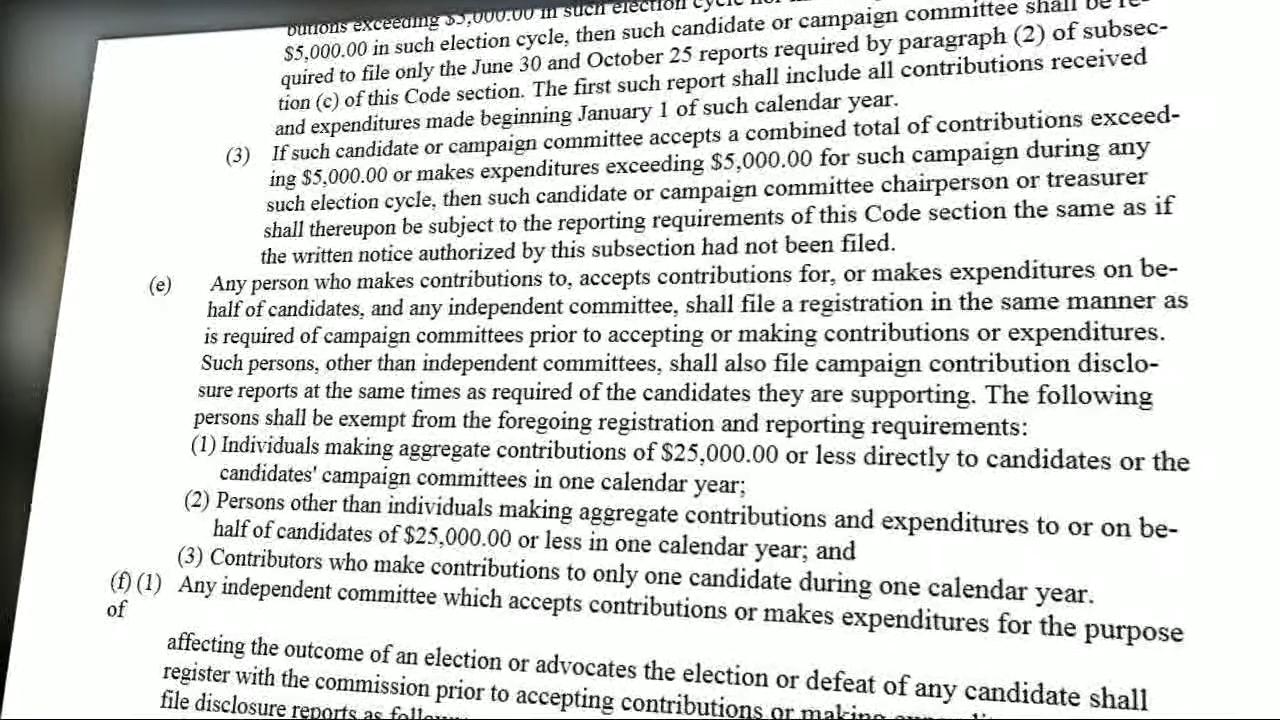 butions exceeding $5,000.00 in such election cycle
$5,000.00 in such election cycle, then such candidate or campaign committee shall be re-
quired to file only the June 30 and October 25 reports required by paragraph (2) of subsec-
tion (c) of this Code section. The first such report shall include all contributions received
and expenditures made beginning January 1 of such calendar year.
(3) If such candidate or campaign committee accepts a combined total of contributions exceed-
ing $5,000.00 or makes expenditures exceeding $5,000.00 for such campaign during any
such election cycle, then such candidate or campaign committee chairperson or treasurer
shall thereupon be subject to the reporting requirements of this Code section the same as if
the written notice authorized by this subsection had not been filed.
(e) Any person who makes contributions to, accepts contributions for, or makes expenditures on be-
half of candidates, and any independent committee, shall file a registration in the same manner as
is required of campaign committees prior to accepting or making contributions or expenditures.
Such persons, other than independent committees, shall also file campaign contribution disclo-
sure reports at the same times as required of the candidates they are supporting. The following
persons shall be exempt from the foregoing registration and reporting requirements:
(1) Individuals making aggregate contributions of $25,000.00 or less directly to candidates or the
candidates' campaign committees in one calendar year;
(2) Persons other than individuals making aggregate contributions and expenditures to or on be-
half of candidates of $25,000.00 or less in one calendar year; and
(3) Contributors who make contributions to only one candidate during one calendar year.
(f) (1) Any independent committee which accepts contributions or makes expenditures for the purpose
of
affecting the outcome of an election or advocates the election or defeat of any candidate shall
register with the commission prior to accepting contributions or making
file disclosure reports as